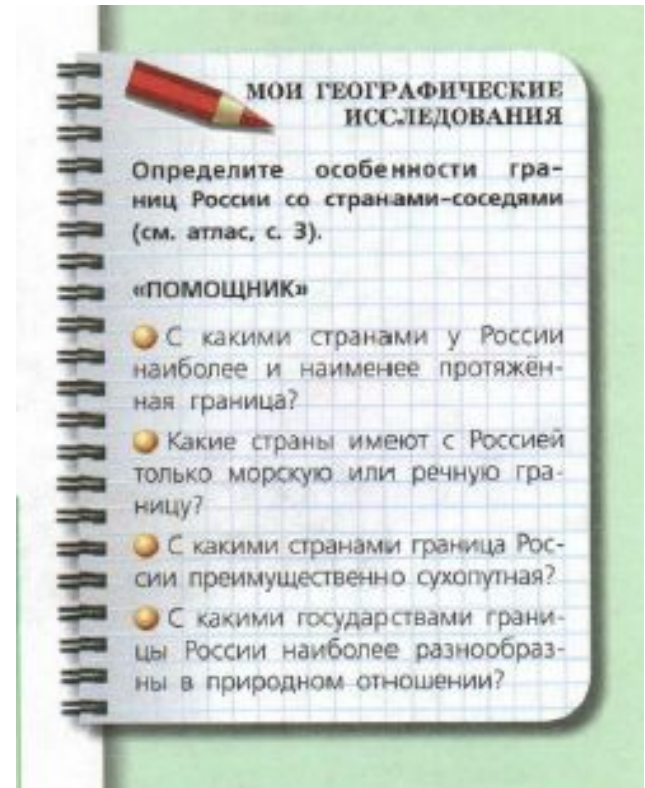 МОИ ГЕОГРАФИЧЕСКИЕ
ИССЛЕДОВАНИЯ
Определите особенности гра-
ниц России со странами-соседями
(см. атлас, с. 3).
«ПОМОЩНИК»
С какими странами у России
наиболее и наименее протяжён-
ная граница?
Какие страны имеют с Россией
только морскую или речную гра-
ницу?
С какими странами граница Рос-
сии преимущественно сухопутная?
С какими государствами грани-
цы России наиболее разнообраз-
ны в природном отношении?